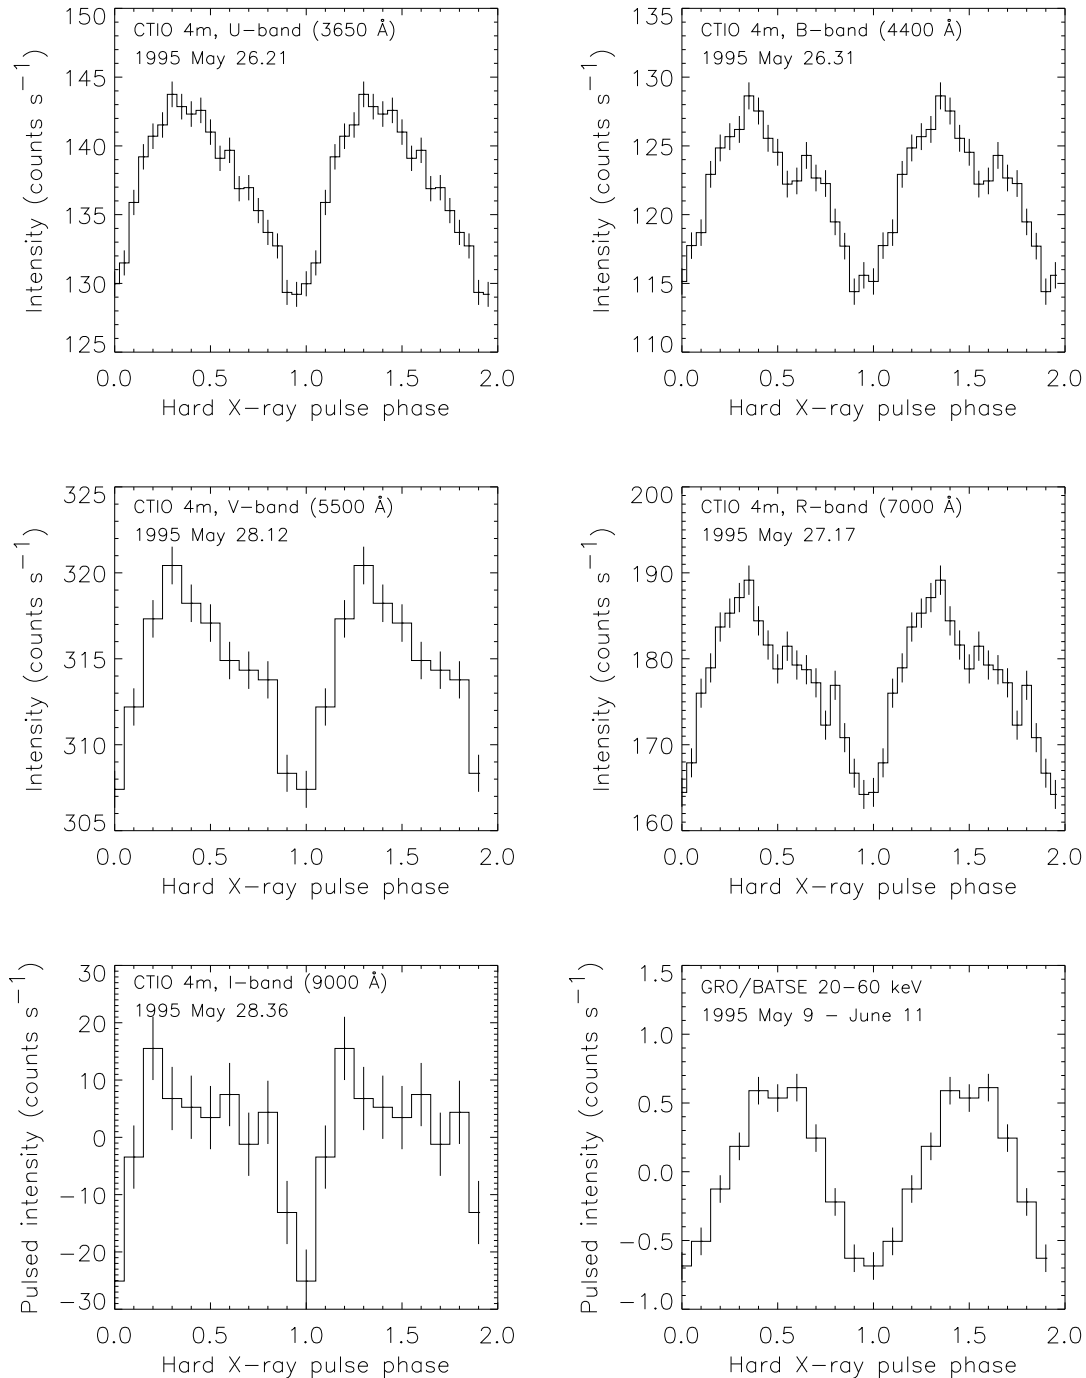 CTIO 4m, U-band (3650 Å)
1995 May 26.21
Intensity (counts s⁻¹)
150
145
140
135
130
125
0.0 0.5 1.0 1.5 2.0
Hard X-ray pulse phase
CTIO 4m, B-band (4400 Å)
1995 May 26.31
Intensity (counts s⁻¹)
135
130
125
120
115
110
0.0 0.5 1.0 1.5 2.0
Hard X-ray pulse phase
CTIO 4m, V-band (5500 Å)
1995 May 28.12
Intensity (counts s⁻¹)
325
320
315
310
305
0.0 0.5 1.0 1.5 2.0
Hard X-ray pulse phase
CTIO 4m, R-band (7000 Å)
1995 May 27.17
Intensity (counts s⁻¹)
200
190
180
170
160
0.0 0.5 1.0 1.5 2.0
Hard X-ray pulse phase
CTIO 4m, I-band (9000 Å)
1995 May 28.36
Pulsed intensity (counts s⁻¹)
30
20
10
0
-10
-20
-30
0.0 0.5 1.0 1.5 2.0
Hard X-ray pulse phase
GRO/BATSE 20-60 keV
1995 May 9 - June 11
Pulsed intensity (counts s⁻¹)
1.5
1.0
0.5
0.0
-0.5
-1.0
0.0 0.5 1.0 1.5 2.0
Hard X-ray pulse phase